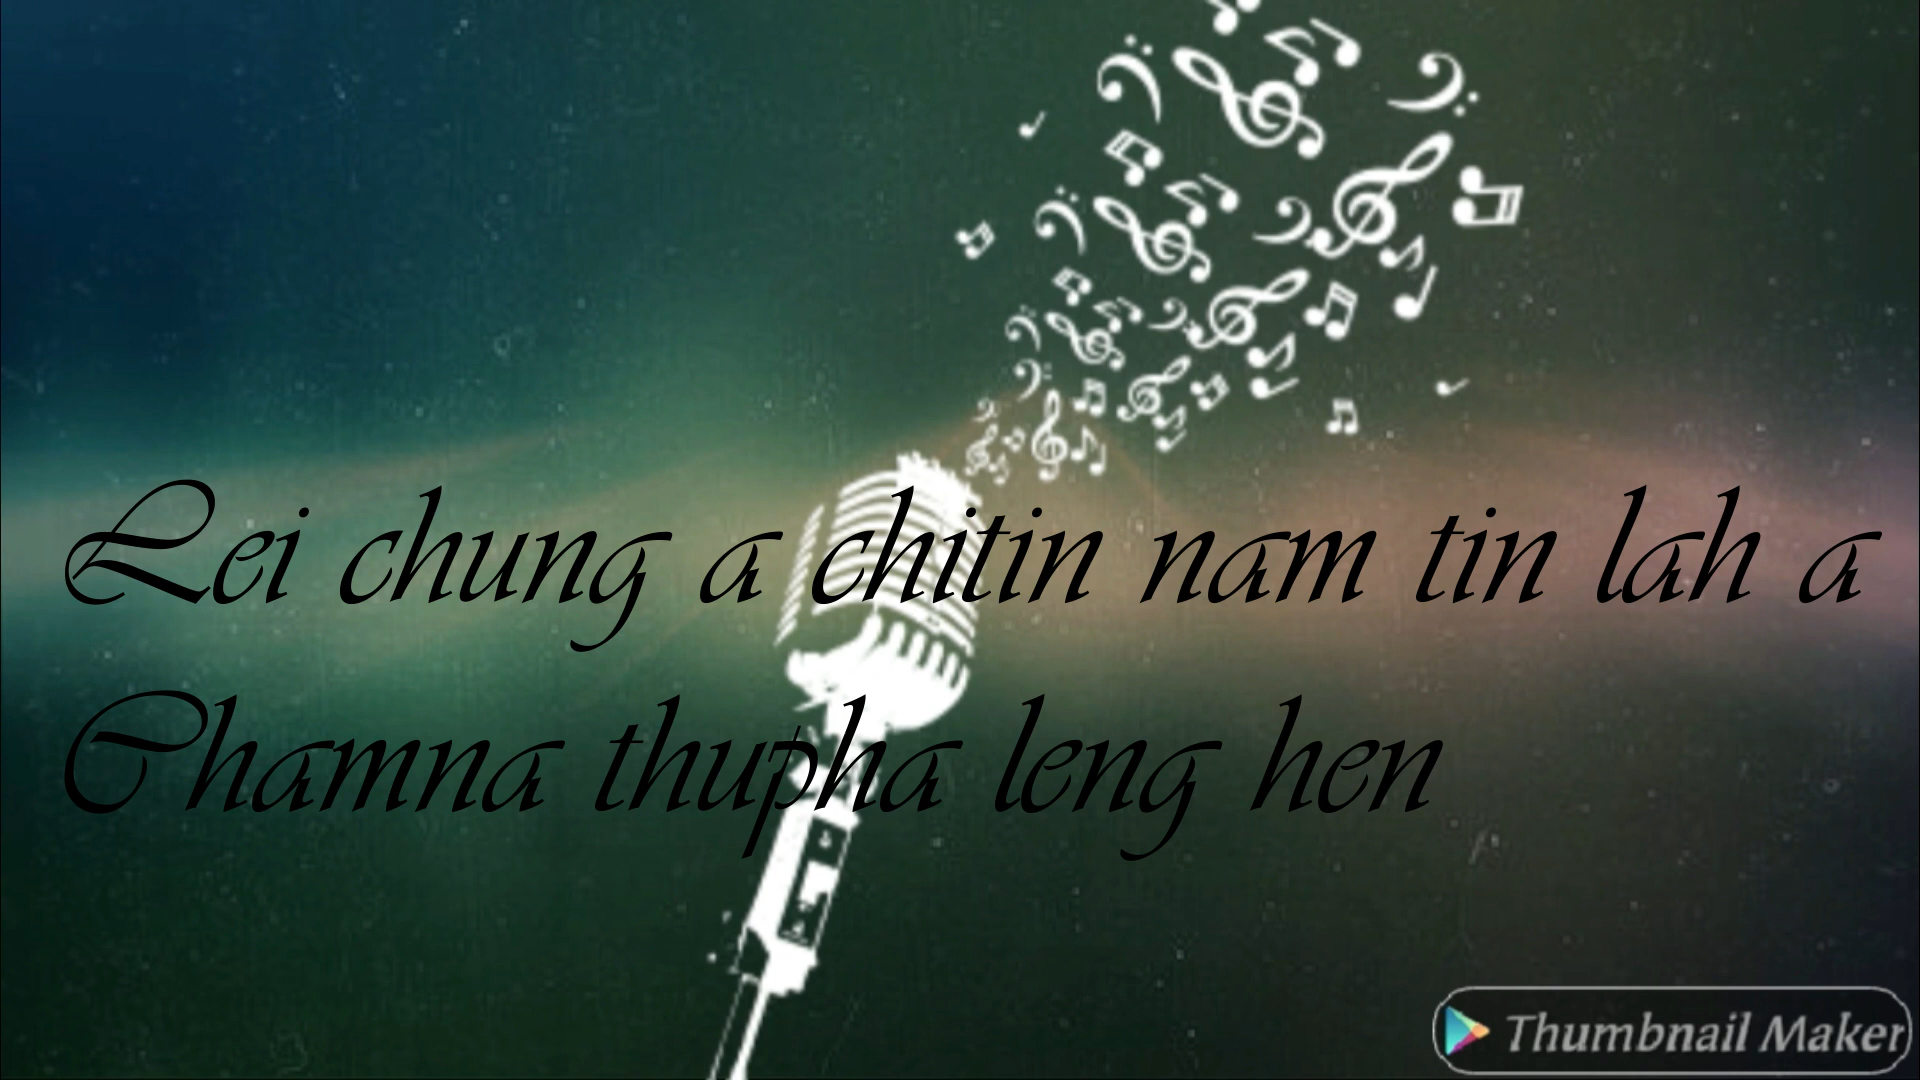 Lei chung a chitin nam tin lah a
Chamna thupha leng hen
Thumbnail Maker